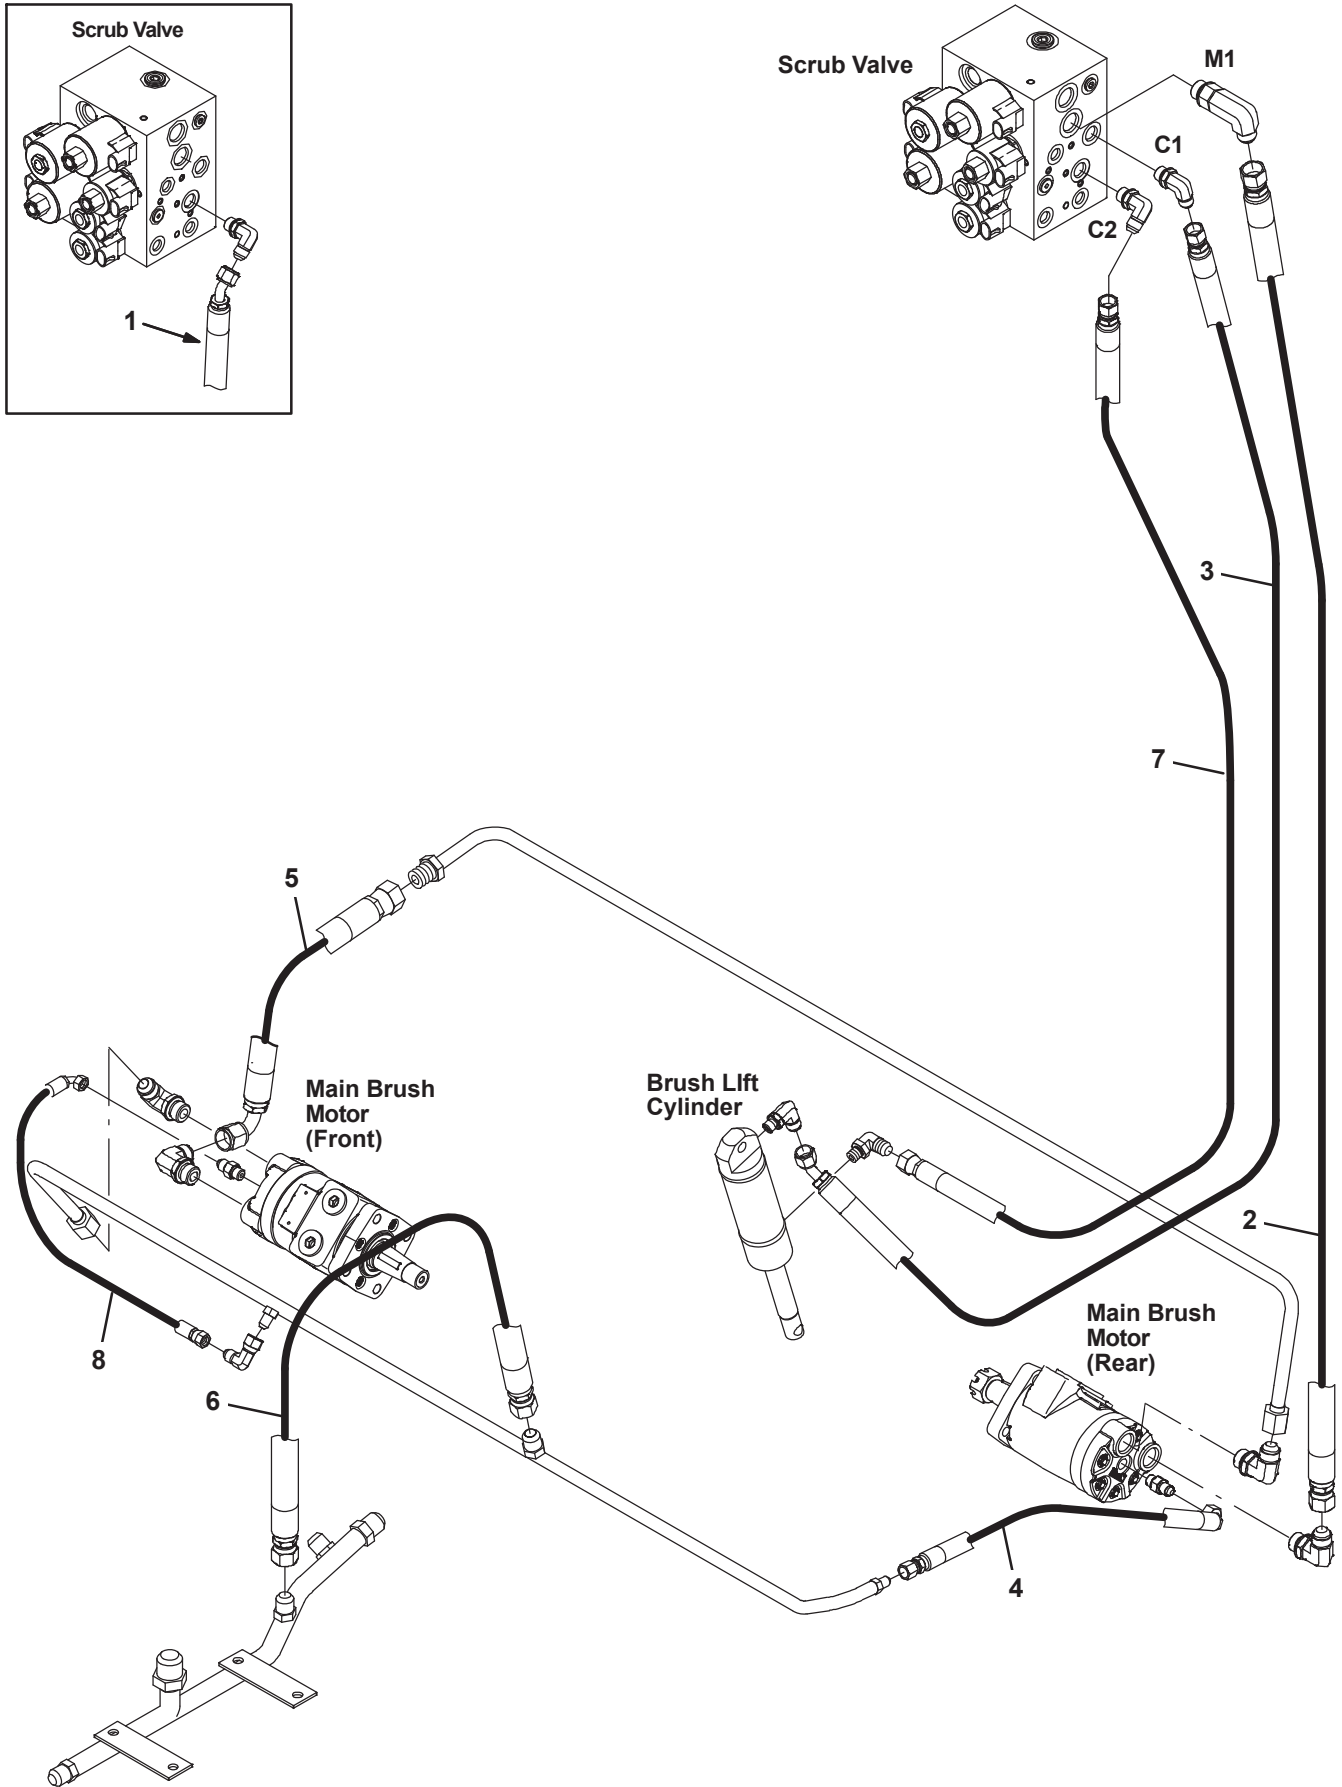 Scrub Valve
1
Scrub Valve
M1
C1
C2
3
7
5
Main Brush
Motor
(Front)
Brush LIft
Cylinder
2
Main Brush
Motor
(Rear)
8
6
4